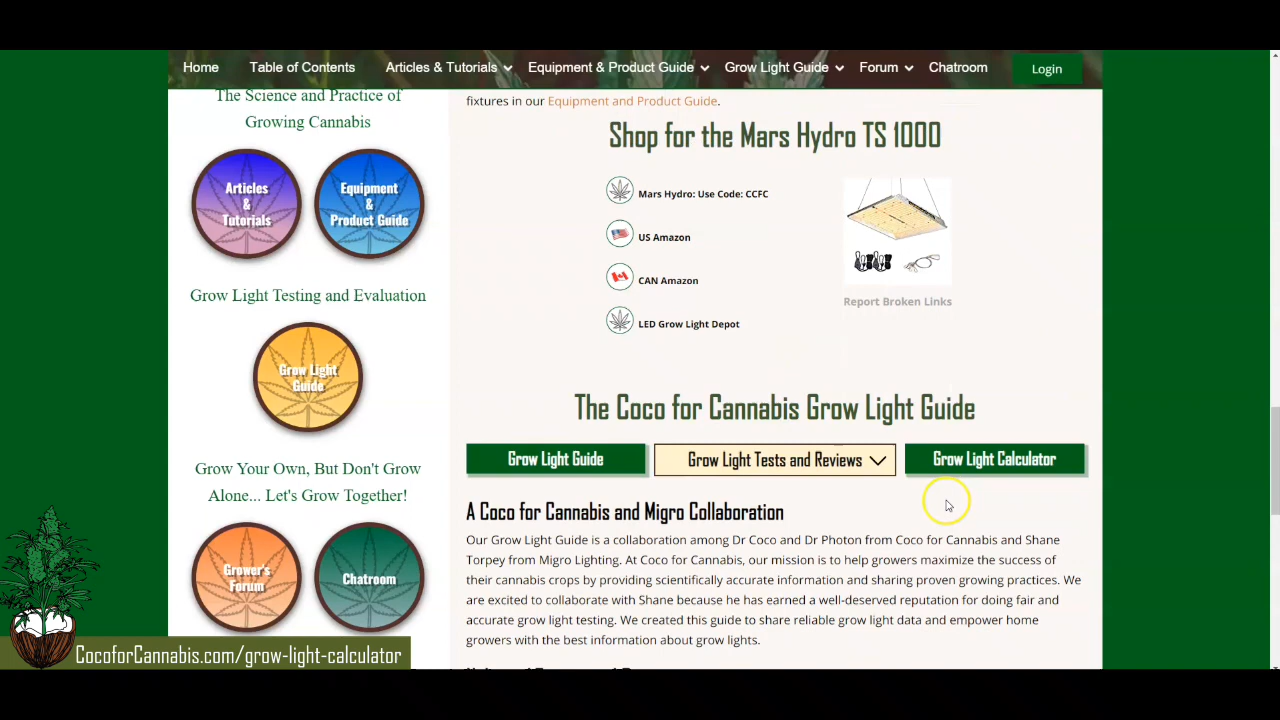 Home Table of Contents Articles & Tutorials Equipment & Product Guide Grow Light Guide Forum Chatroom Login
The Science and Practice of
Growing Cannabis
Articles
&
Tutorials
Equipment
&
Product Guide
Grow Light Testing and Evaluation
Grow Light
Guide
Grow Your Own, But Don't Grow
Alone... Let's Grow Together!
Grower's
Forum
Chatroom
fixtures in our Equipment and Product Guide.
Shop for the Mars Hydro TS 1000
Mars Hydro: Use Code: CCFC
US Amazon
CAN Amazon
LED Grow Light Depot
Report Broken Links
The Coco for Cannabis Grow Light Guide
Grow Light Guide Grow Light Tests and Reviews Grow Light Calculator
A Coco for Cannabis and Migro Collaboration
Our Grow Light Guide is a collaboration among Dr Coco and Dr Photon from Coco for Cannabis and Shane
Torpey from Migro Lighting. At Coco for Cannabis, our mission is to help growers maximize the success of
their cannabis crops by providing scientifically accurate information and sharing proven growing practices. We
are excited to collaborate with Shane because he has earned a well-deserved reputation for doing fair and
accurate grow light testing. We created this guide to share reliable grow light data and empower home
growers with the best information about grow lights.
CocoforCannabis.com/grow-light-calculator